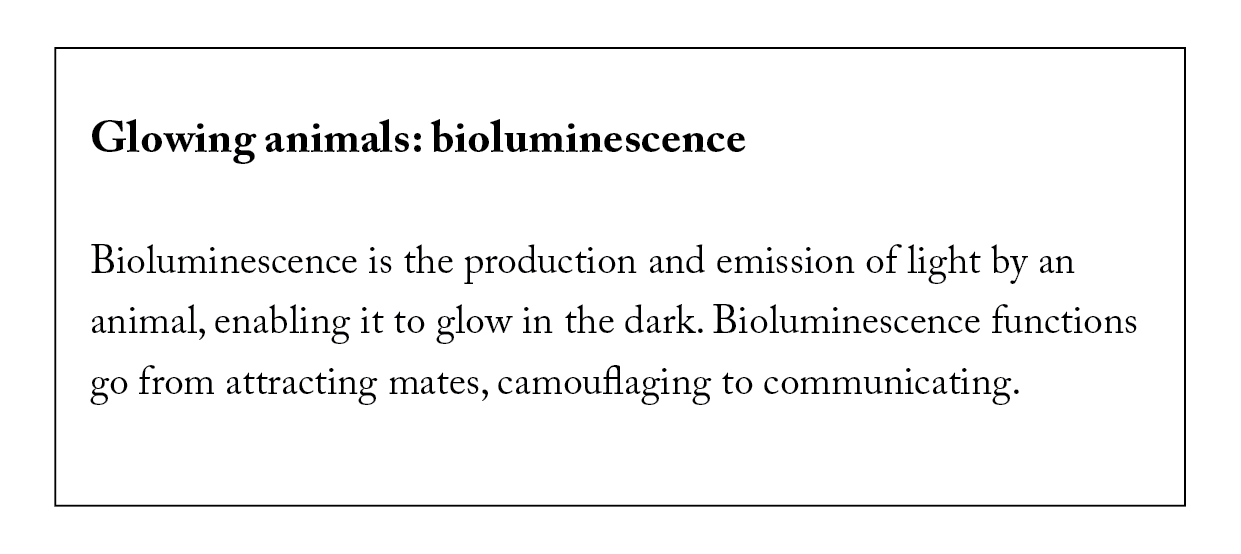 Glowing animals: bioluminescence
Bioluminescence is the production and emission of light by an
animal, enabling it to glow in the dark. Bioluminescence functions
go from attracting mates, camouflaging to communicating.